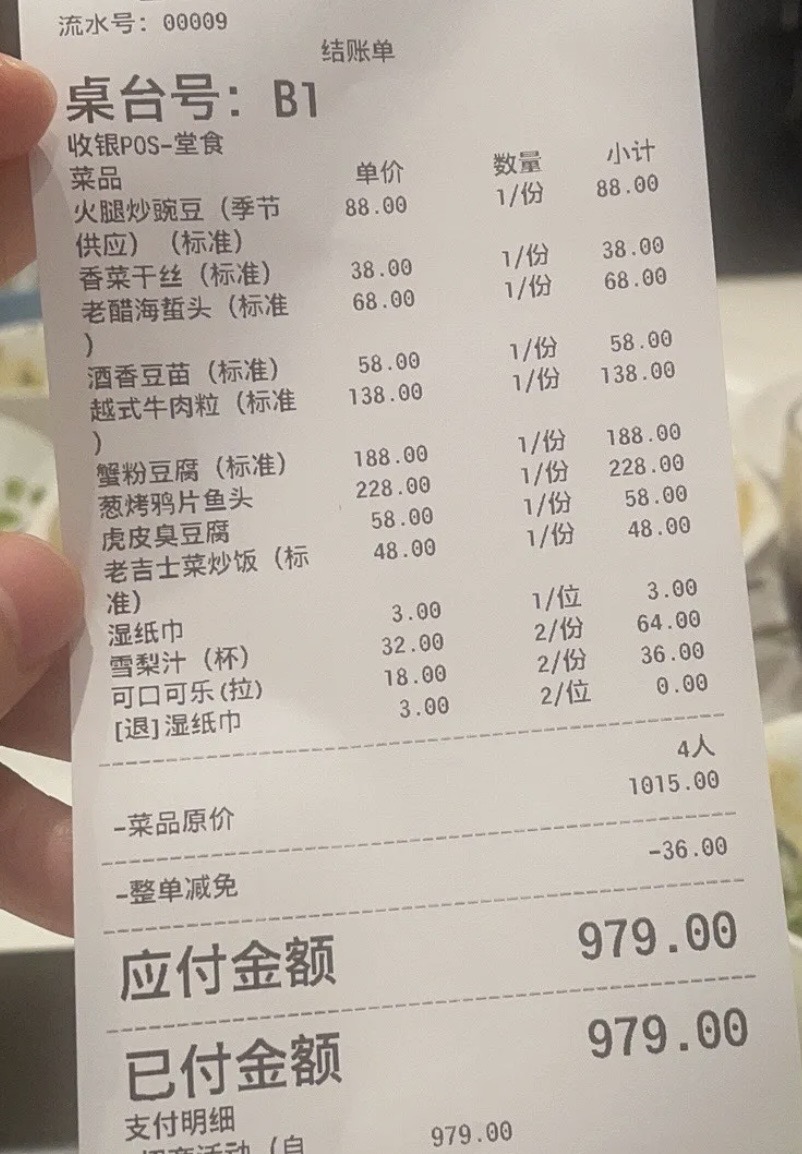 流水号: 00009
结账单
桌台号: B1
收银POS-堂食
菜品 单价 数量 小计
火腿炒豌豆（季节 88.00 1/份 88.00
供应）（标准）
香菜干丝（标准） 38.00 1/份 38.00
老醋海蜇头（标准 68.00 1/份 68.00
）
酒香豆苗（标准） 58.00 1/份 58.00
越式牛肉粒（标准 138.00 1/份 138.00
）
蟹粉豆腐（标准） 188.00 1/份 188.00
葱烤鸦片鱼头 228.00 1/份 228.00
虎皮臭豆腐 58.00 1/份 58.00
老吉士菜炒饭（标 48.00 1/份 48.00
准）
湿纸巾 3.00 1/位 3.00
雪梨汁（杯） 32.00 2/份 64.00
可口可乐(拉) 18.00 2/份 36.00
[退]湿纸巾 3.00 2/位 0.00
4人
-菜品原价 1015.00
-整单减免 -36.00
应付金额 979.00
已付金额 979.00
支付明细
活动（自 979.00